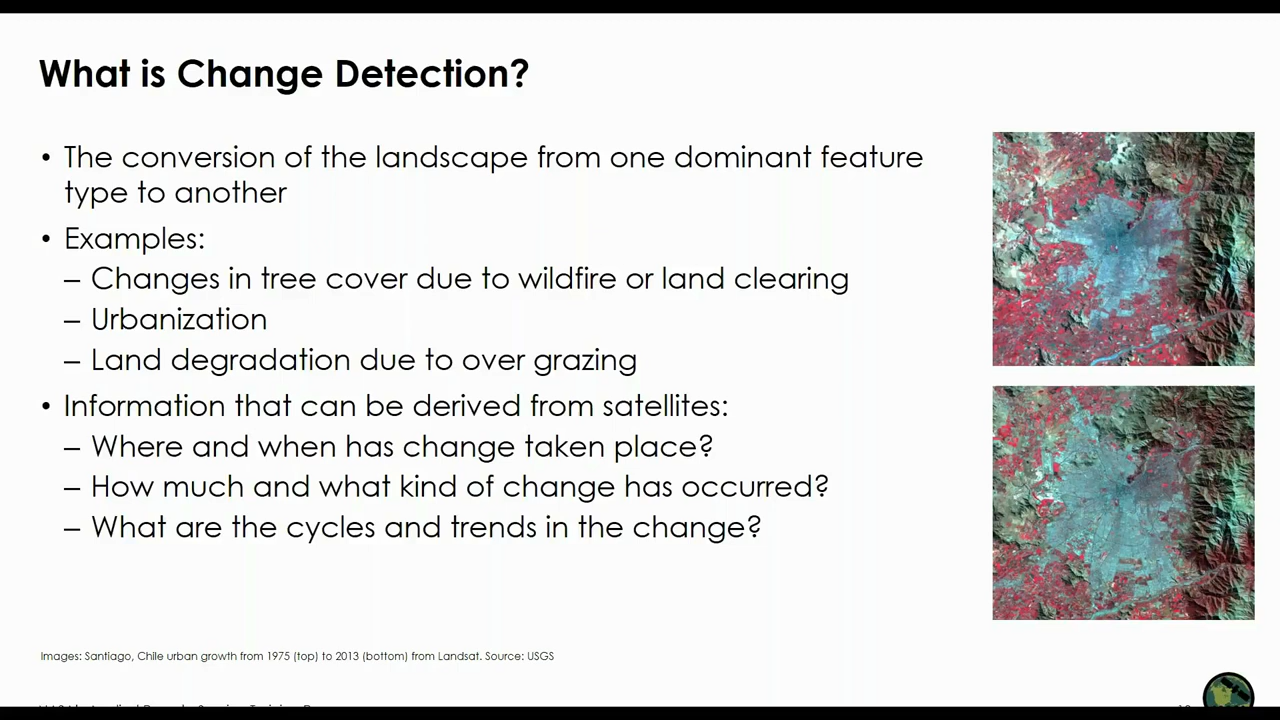 What is Change Detection?
• The conversion of the landscape from one dominant feature
type to another
• Examples:
– Changes in tree cover due to wildfire or land clearing
– Urbanization
– Land degradation due to over grazing
• Information that can be derived from satellites:
– Where and when has change taken place?
– How much and what kind of change has occurred?
– What are the cycles and trends in the change?
Images: Santiago, Chile urban growth from 1975 (top) to 2013 (bottom) from Landsat. Source: USGS